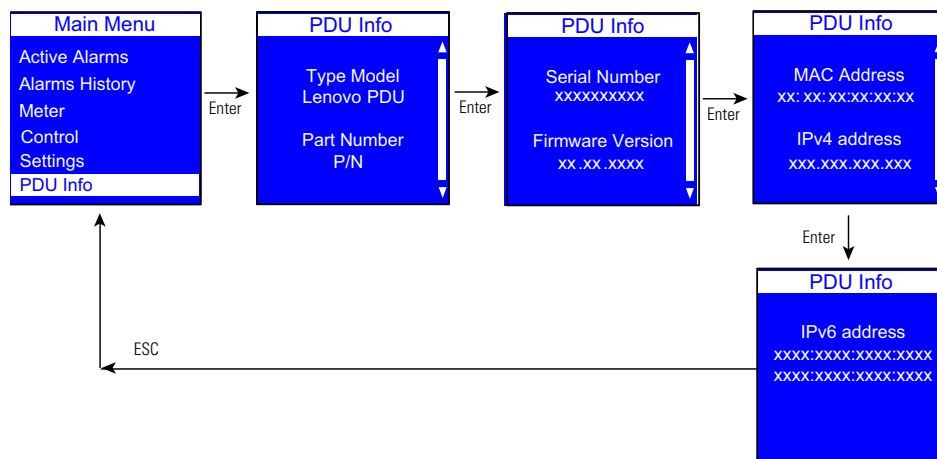 Main Menu
Active Alarms
Alarms History
Meter
Control
Settings
PDU Info
Enter
PDU Info
Type Model
Lenovo PDU
Part Number
P/N
Enter
PDU Info
Serial Number
xxxxxxxxxx
Firmware Version
xx.xx.xxxx
Enter
PDU Info
MAC Address
xx: xx: xx:xx:xx:xx
IPv4 address
xxx.xxx.xxx.xxx
Enter
PDU Info
IPv6 address
xxxx:xxxx:xxxx:xxxx
xxxx:xxxx:xxxx:xxxx
ESC